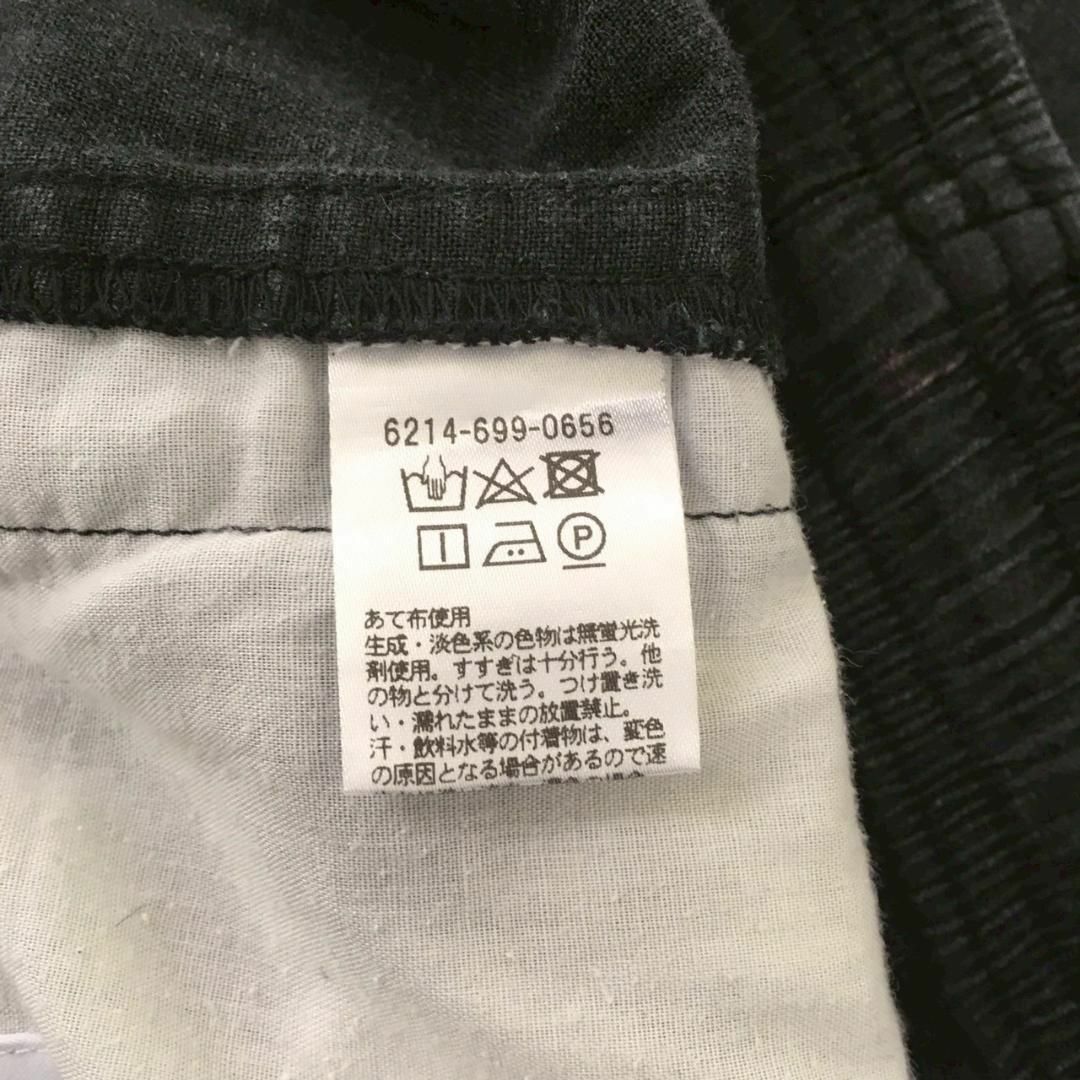 6214-699-0656
P
あて布使用
生成・淡色系の色物は無蛍光洗
剤使用。すすぎは十分行う。他
の物と分けて洗う。つけ置き洗
い・濡れたままの放置禁止。
汗・飲料水等の付着物は、変色
の原因となる場合があるので速